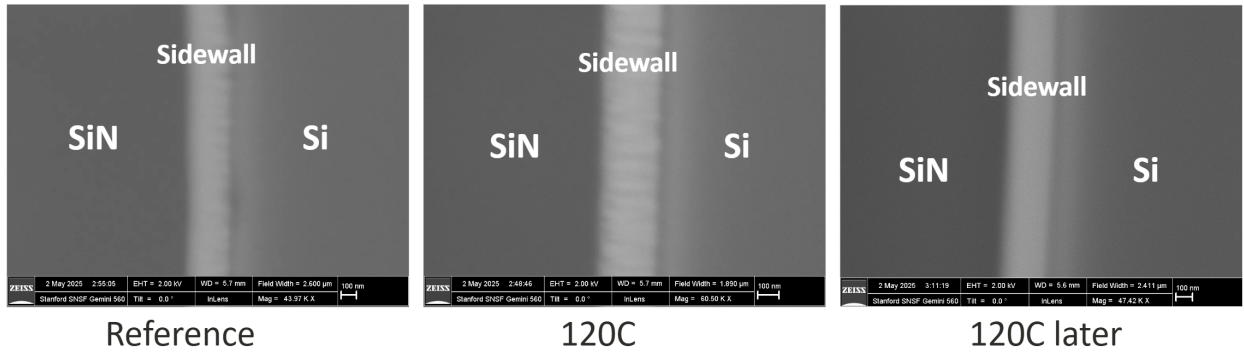 Sidewall
SiN
Si
ZEISS
2 May 2025 2:55:05 EHT = 2.00 kV WD = 5.7 mm Field Width = 2.600 µm 100 nm
Stanford SNSF Gemini 560 Tilt = 0.0 ° InLens Mag = 43.97 K X
Reference
Sidewall
SiN
Si
ZEISS
2 May 2025 2:48:46 EHT = 2.00 kV WD = 5.7 mm Field Width = 1.890 µm 100 nm
Stanford SNSF Gemini 560 Tilt = 0.0 ° InLens Mag = 60.50 K X
120C
Sidewall
SiN
Si
ZEISS
2 May 2025 3:11:19 EHT = 2.00 kV WD = 5.6 mm Field Width = 2.411 µm 100 nm
Stanford SNSF Gemini 560 Tilt = 0.0 ° InLens Mag = 47.42 K X
120C later